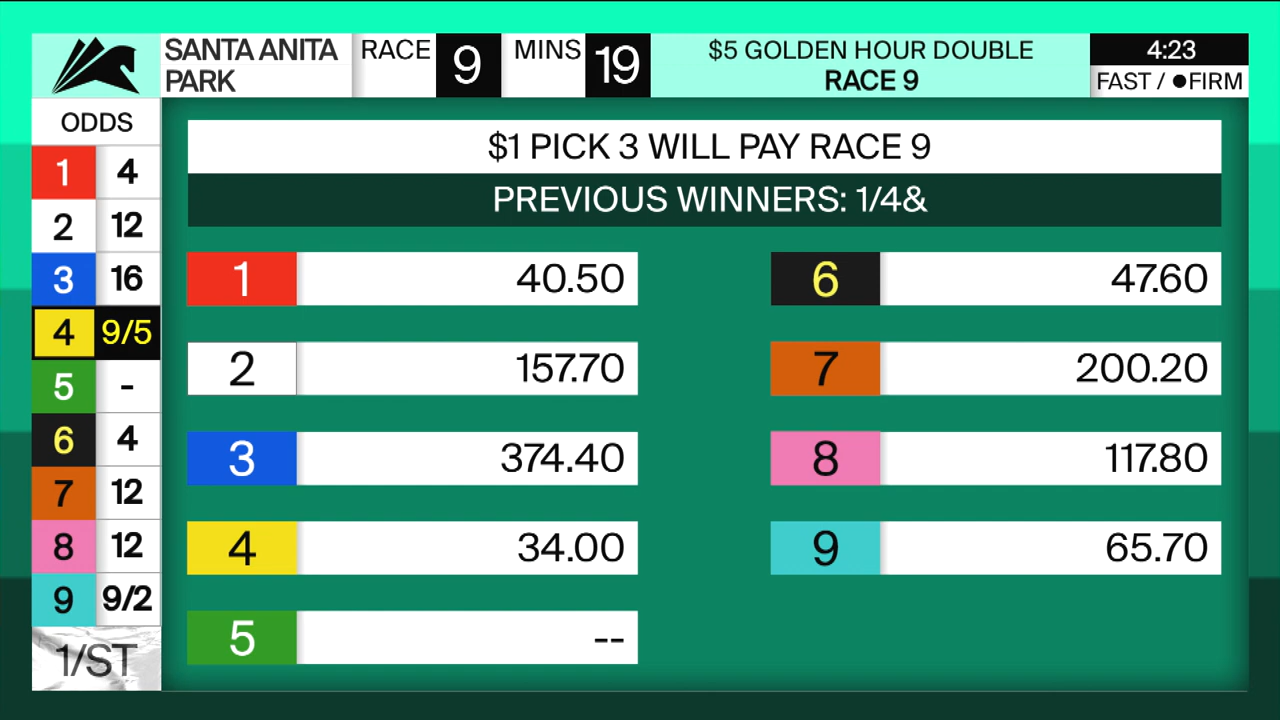 SANTA ANITA
PARK
RACE 9
MINS 19
$5 GOLDEN HOUR DOUBLE
RACE 9
4:23
FAST / ●FIRM
ODDS
1 4
2 12
3 16
4 9/5
5 -
6 4
7 12
8 12
9 9/2
1/ST
$1 PICK 3 WILL PAY RACE 9
PREVIOUS WINNERS: 1/4&
1 40.50
2 157.70
3 374.40
4 34.00
5 --
6 47.60
7 200.20
8 117.80
9 65.70